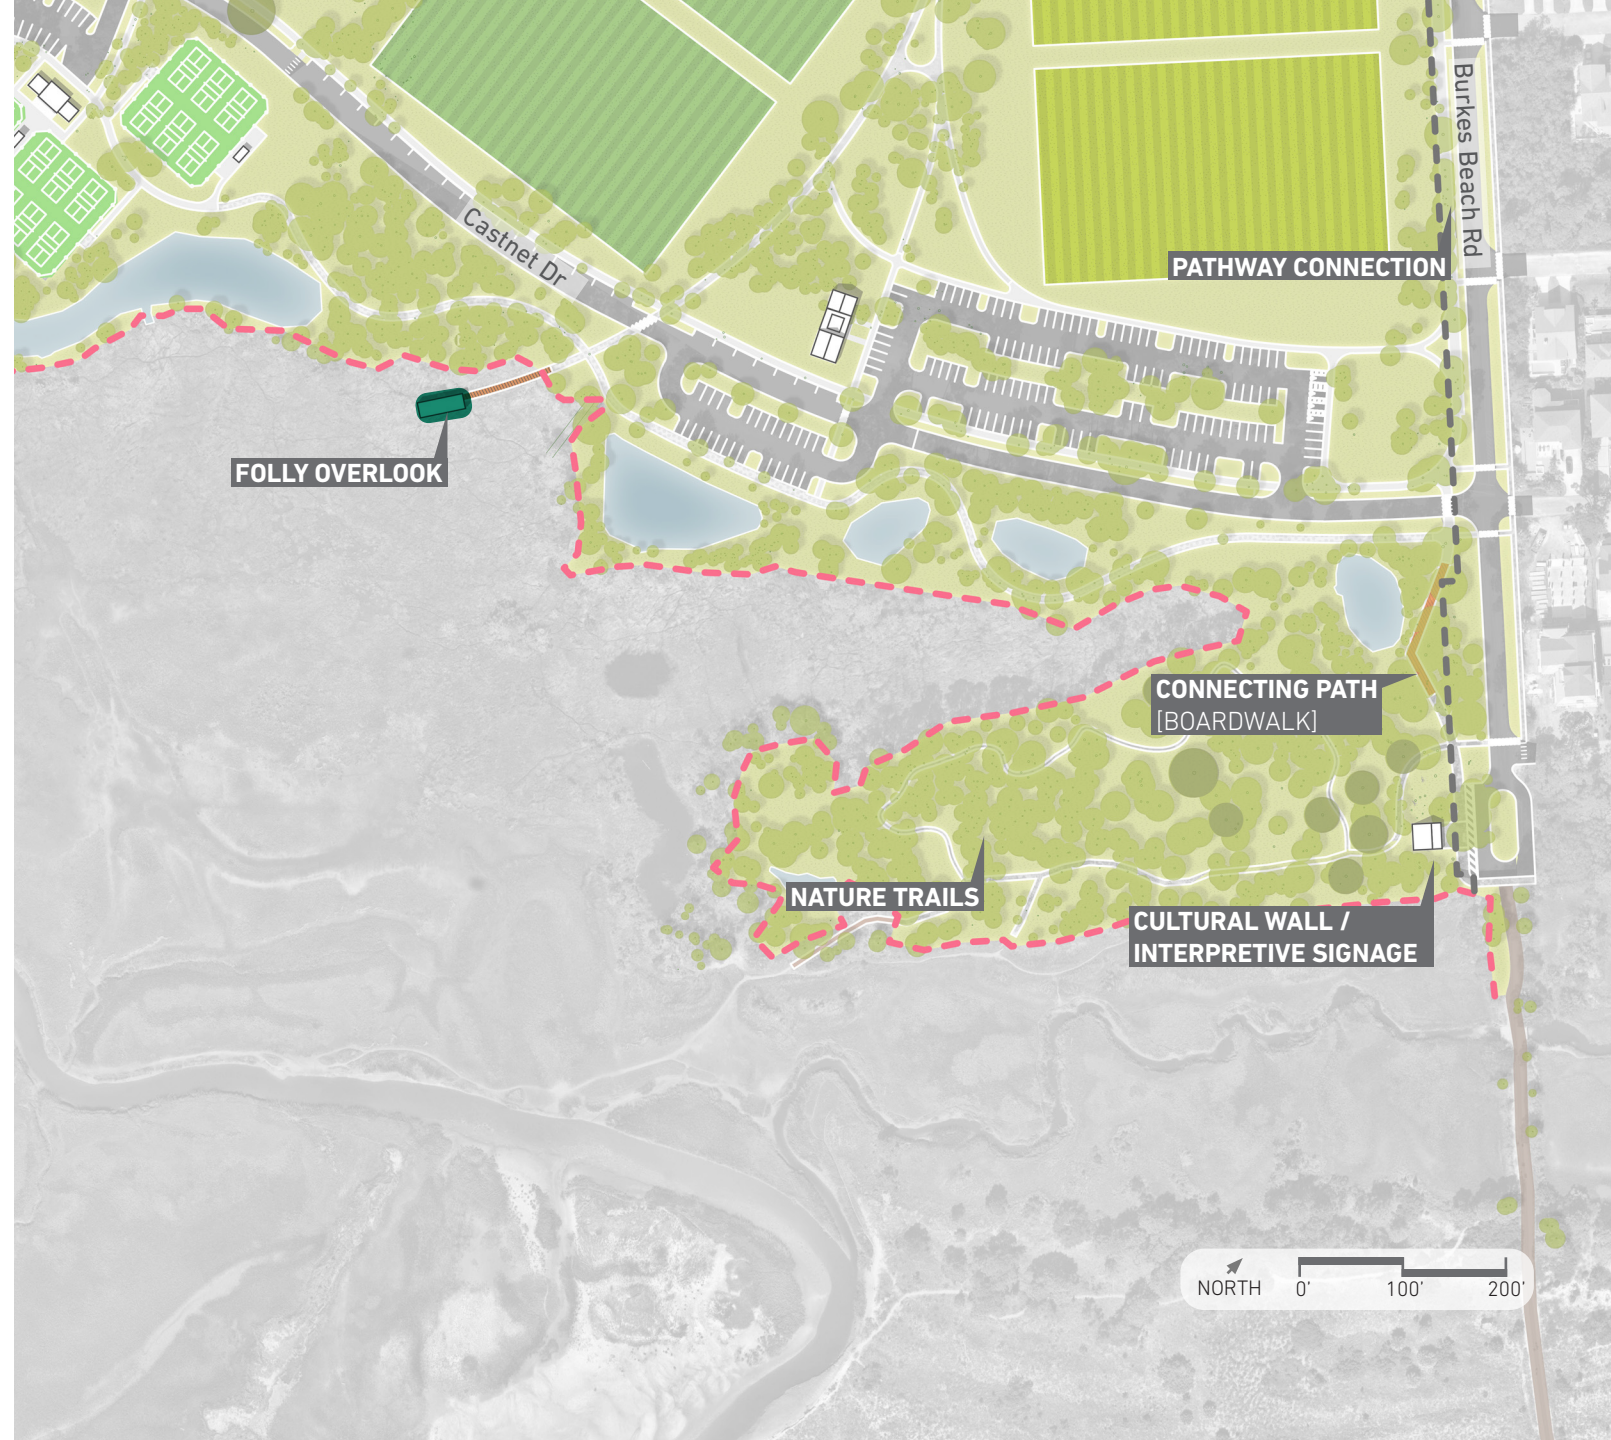 Burkes Beach Rd
Castnet Dr
PATHWAY CONNECTION
FOLLY OVERLOOK
CONNECTING PATH
[BOARDWALK]
NATURE TRAILS
CULTURAL WALL /
INTERPRETIVE SIGNAGE
NORTH
0' 100' 200'